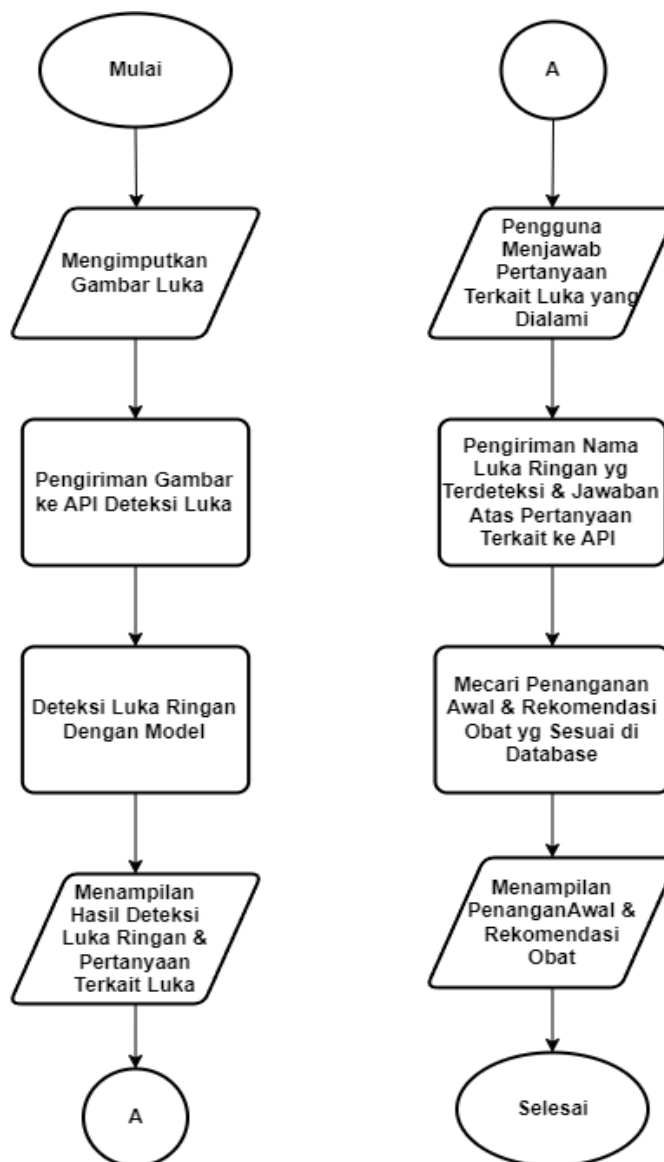 Mulai
Mengimputkan
Gambar Luka
Pengiriman Gambar
ke API Deteksi Luka
Deteksi Luka Ringan
Dengan Model
Menampilan
Hasil Deteksi
Luka Ringan &
Pertanyaan
Terkait Luka
A
A
Pengguna
Menjawab
Pertanyaan
Terkait Luka yang
Dialami
Pengiriman Nama
Luka Ringan yg
Terdeteksi & Jawaban
Atas Pertanyaan
Terkait ke API
Mecari Penanganan
Awal & Rekomendasi
Obat yg Sesuai di
Database
Menampilan
PenanganAwal &
Rekomendasi
Obat
Selesai